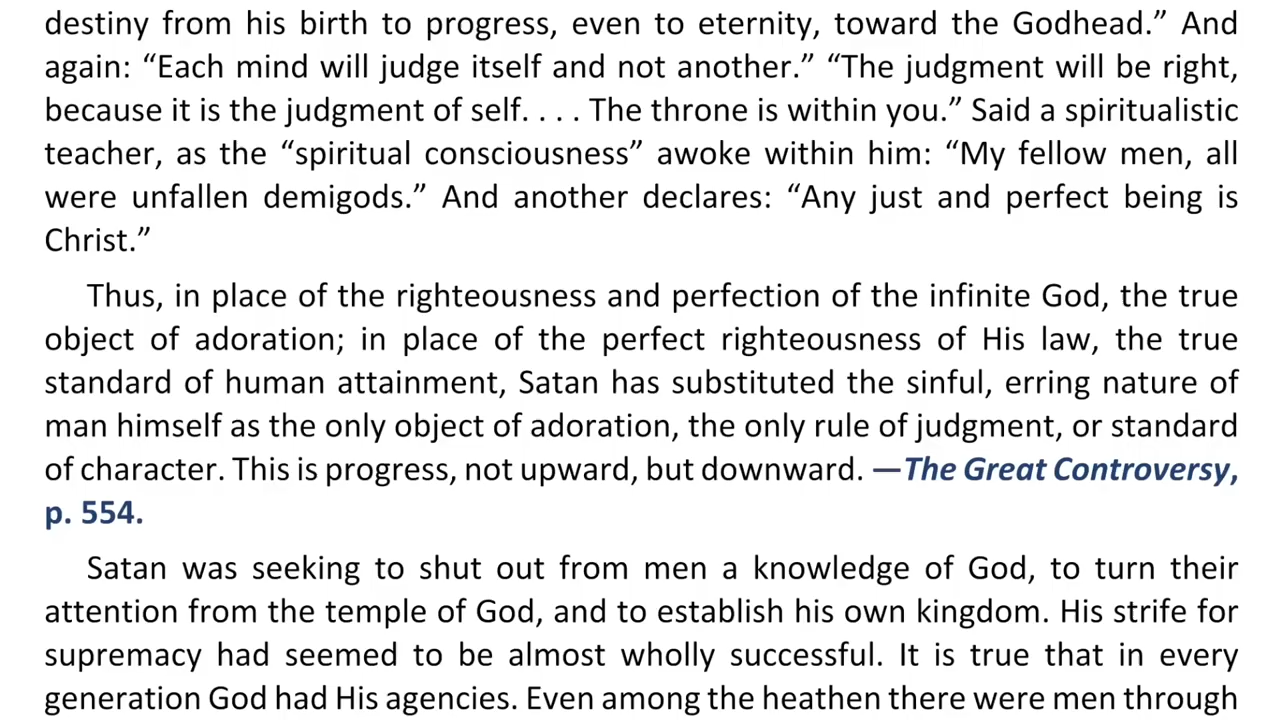 destiny from his birth to progress, even to eternity, toward the Godhead.” And
again: “Each mind will judge itself and not another.” “The judgment will be right,
because it is the judgment of self. . . . The throne is within you.” Said a spiritualistic
teacher, as the “spiritual consciousness” awoke within him: “My fellow men, all
were unfallen demigods.” And another declares: “Any just and perfect being is
Christ.”
Thus, in place of the righteousness and perfection of the infinite God, the true
object of adoration; in place of the perfect righteousness of His law, the true
standard of human attainment, Satan has substituted the sinful, erring nature of
man himself as the only object of adoration, the only rule of judgment, or standard
of character. This is progress, not upward, but downward. —The Great Controversy,
p. 554.
Satan was seeking to shut out from men a knowledge of God, to turn their
attention from the temple of God, and to establish his own kingdom. His strife for
supremacy had seemed to be almost wholly successful. It is true that in every
generation God had His agencies. Even among the heathen there were men through